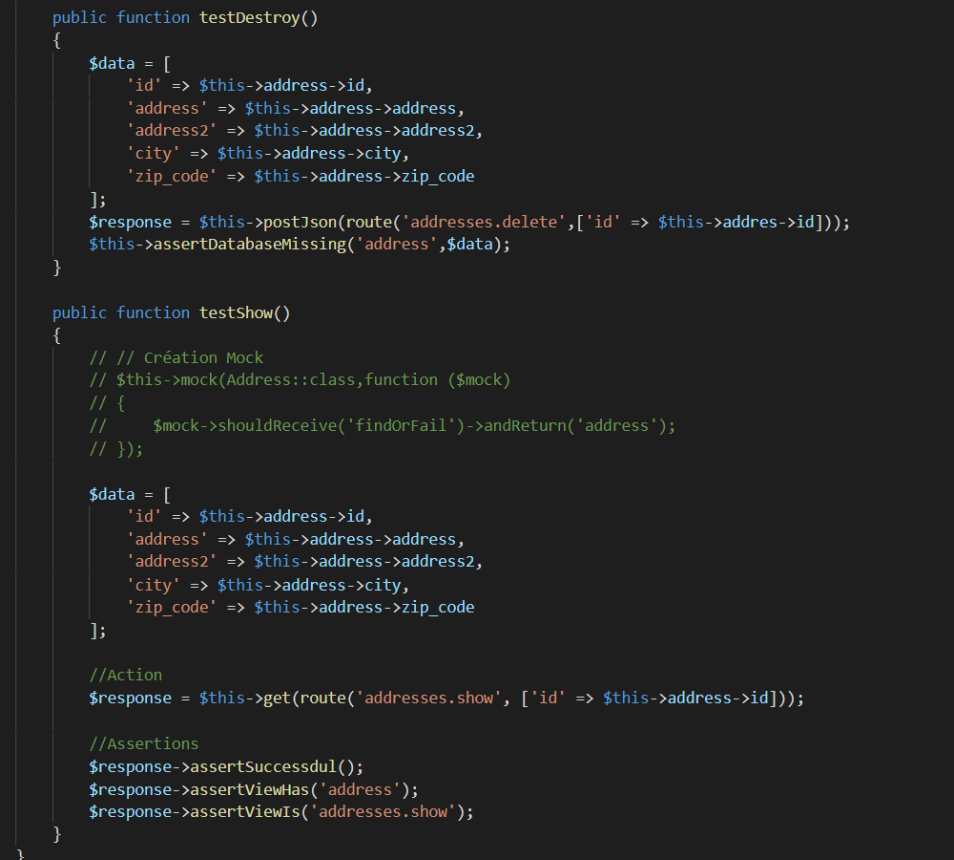 public function testDestroy()
{
$data = [
'id' => $this->address->id,
'address' => $this->address->address,
'address2' => $this->address->address2,
'city' => $this->address->city,
'zip_code' => $this->address->zip_code
];
$response = $this->postJson(route('addresses.delete',['id' => $this->addres->id]));
$this->assertDatabaseMissing('address',$data);
}
public function testShow()
{
// // Création Mock
// $this->mock(Address::class,function ($mock)
// {
//     $mock->shouldReceive('findOrFail')->andReturn('address');
// });
$data = [
'id' => $this->address->id,
'address' => $this->address->address,
'address2' => $this->address->address2,
'city' => $this->address->city,
'zip_code' => $this->address->zip_code
];
//Action
$response = $this->get(route('addresses.show', ['id' => $this->address->id]));
//Assertions
$response->assertSuccessdul();
$response->assertViewHas('address');
$response->assertViewIs('addresses.show');
}
}